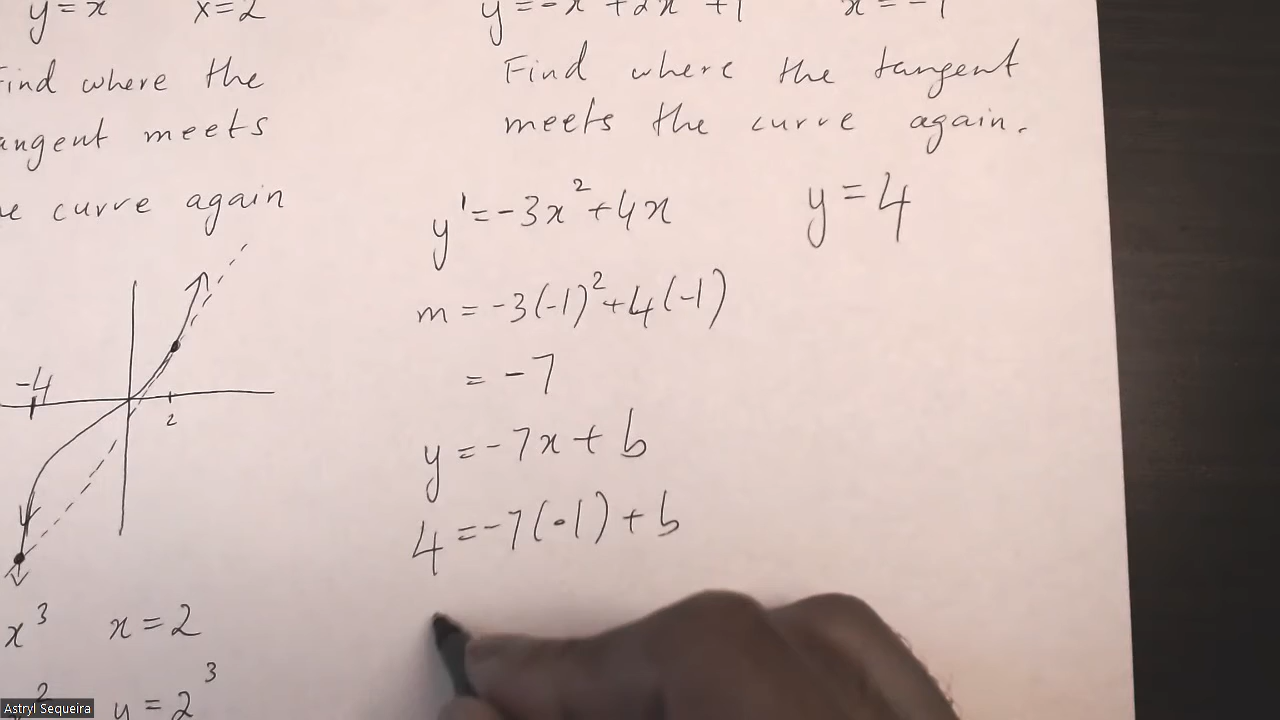 y = x x = 2
Find where the
tangent meets
the curve again
-4
2
x³ x = 2
2 y = 2³
y = -x + 2x + 1 x = -1
Find where the tangent
meets the curve again.
y' = -3x² + 4x y = 4
m = -3(-1)² + 4(-1)
= -7
y = -7x + b
4 = -7(-1) + b
Astryl Sequeira